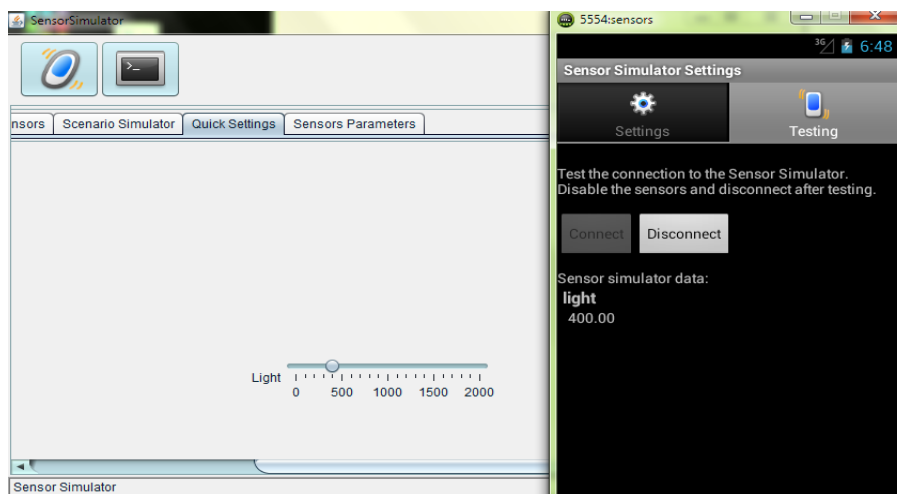 SensorSimulator
>_
nsors Scenario Simulator Quick Settings Sensors Parameters
Light
0 500 1000 1500 2000
Sensor Simulator
5554:sensors
36 6:48
Sensor Simulator Settings
Settings Testing
Test the connection to the Sensor Simulator.
Disable the sensors and disconnect after testing.
Connect Disconnect
Sensor simulator data:
light
400.00